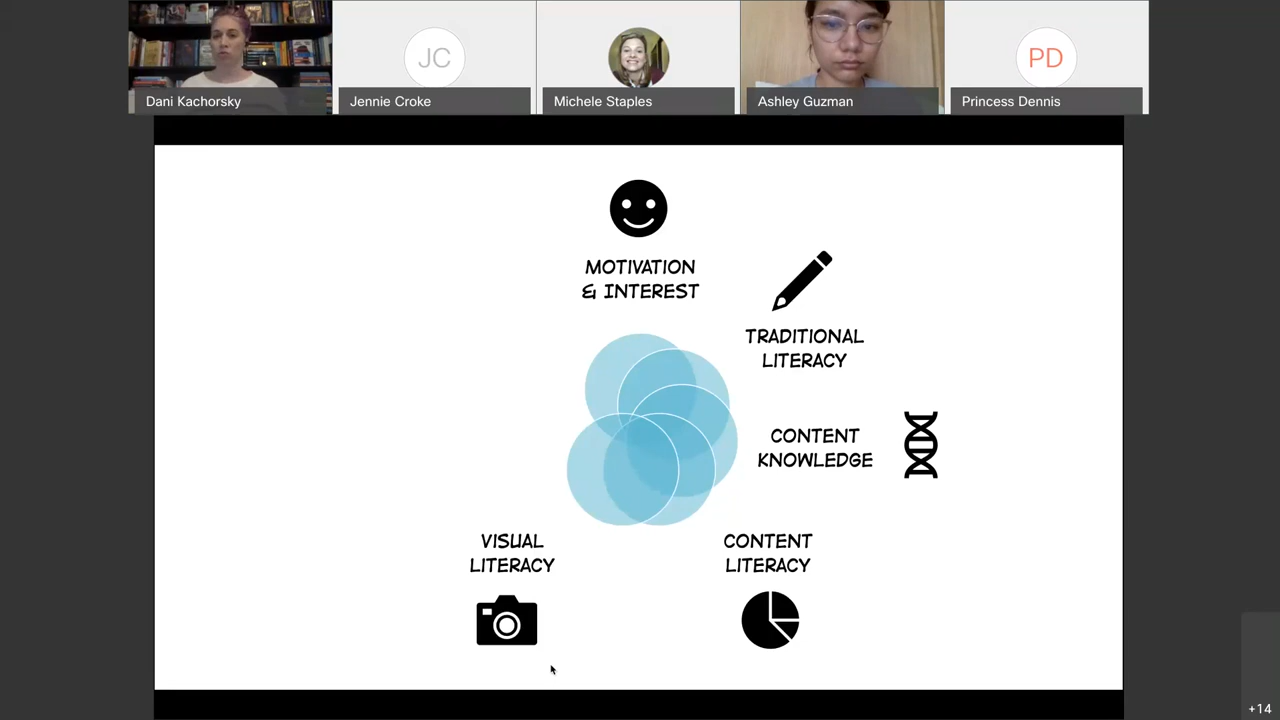 JC
PD
Dani Kachorsky
Jennie Croke
Michele Staples
Ashley Guzman
Princess Dennis
MOTIVATION
& INTEREST
TRADITIONAL
LITERACY
CONTENT
KNOWLEDGE
VISUAL
LITERACY
CONTENT
LITERACY
+14